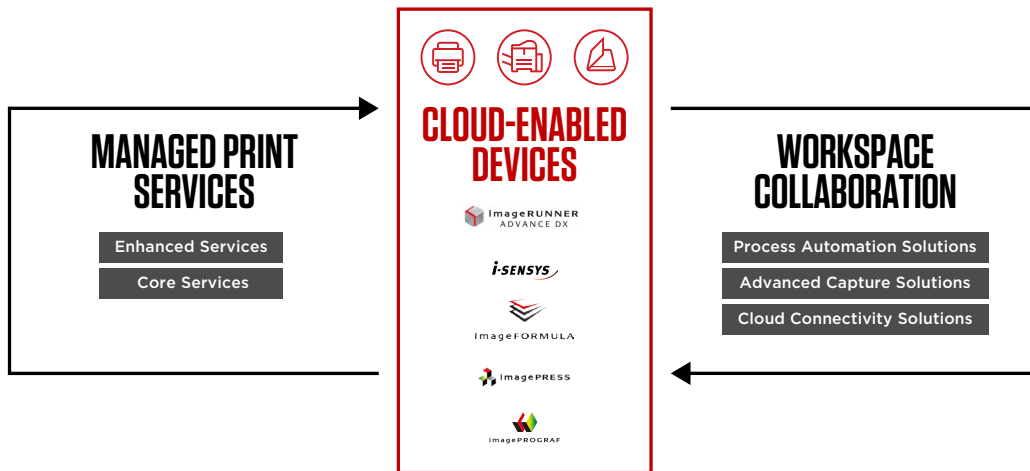 MANAGED PRINT
SERVICES
Enhanced Services
Core Services
CLOUD-ENABLED
DEVICES
imageRUNNER
ADVANCE DX
i-SENSYS
imageFORMULA
imagePRESS
imagePROGRAF
WORKSPACE
COLLABORATION
Process Automation Solutions
Advanced Capture Solutions
Cloud Connectivity Solutions